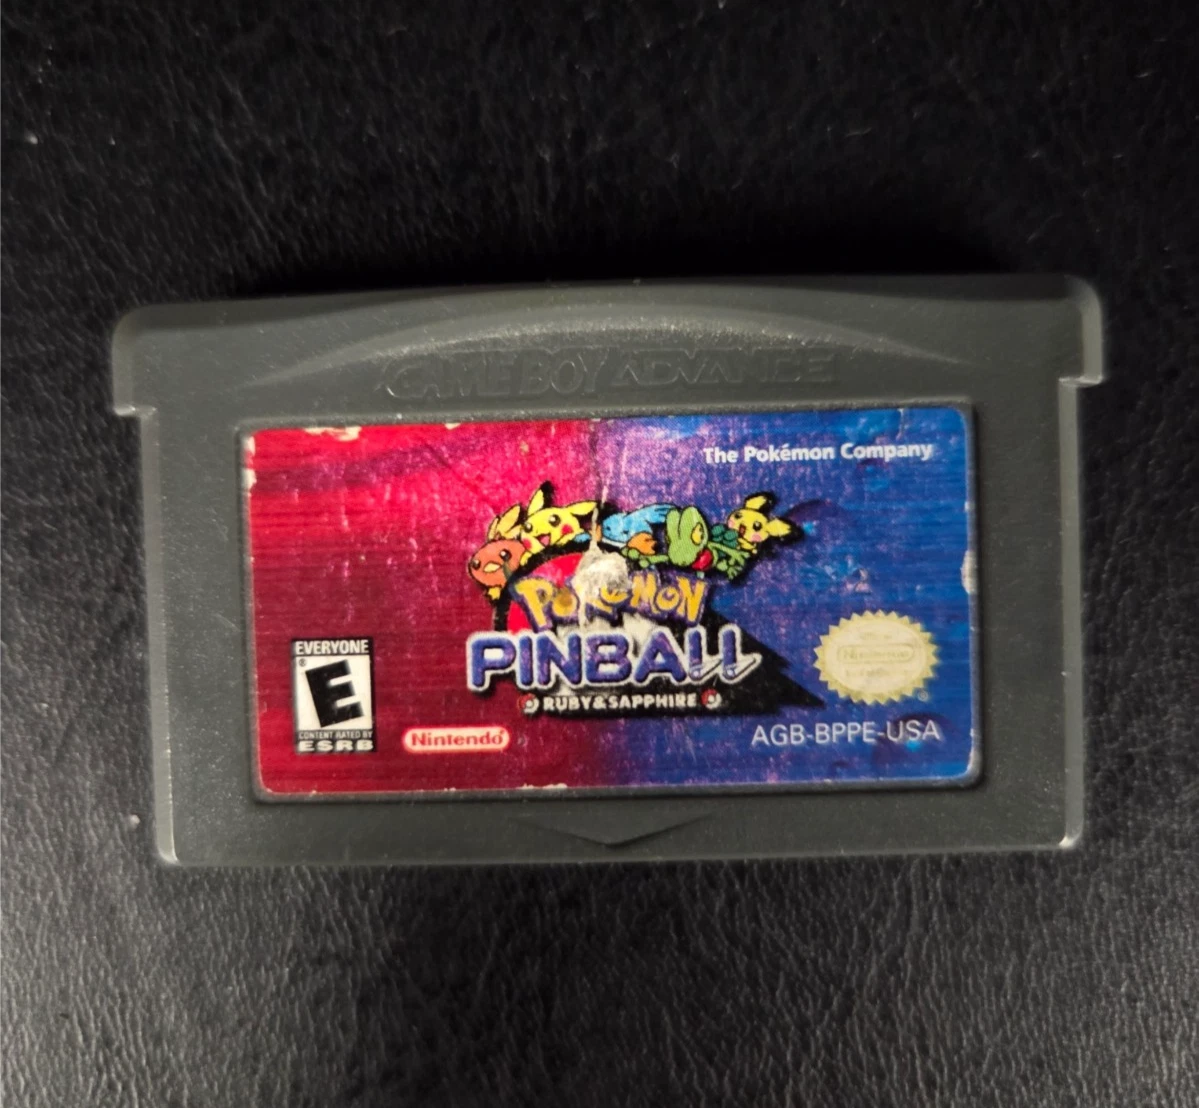 GAME BOY ADVANCE
The Pokémon Company
POKéMON
PINBALL
RUBY & SAPPHIRE
EVERYONE
E
CONTENT RATED BY
ESRB
Nintendo
Nintendo
AGB-BPPE-USA